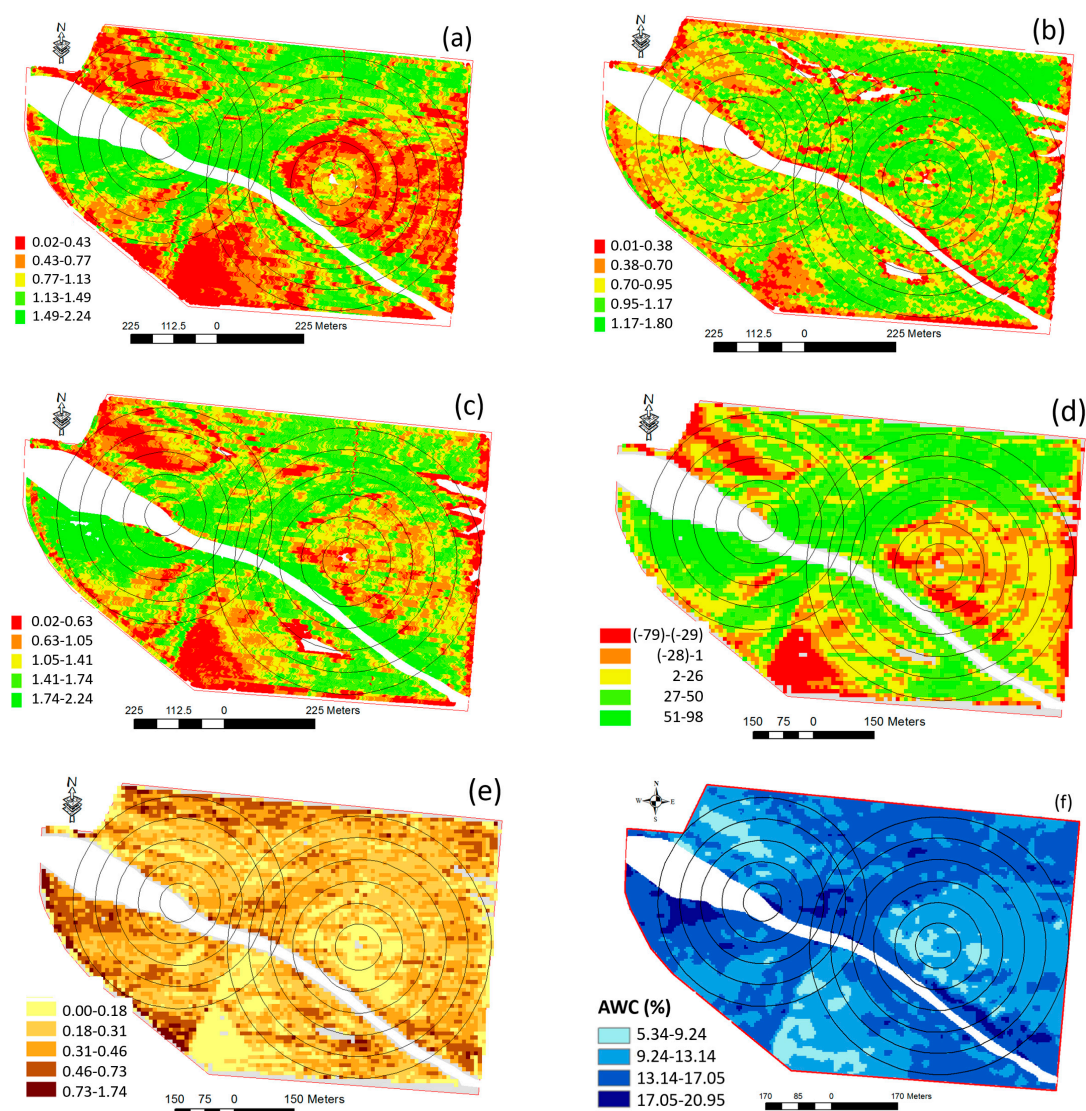 N
(a)
0.02-0.43
0.43-0.77
0.77-1.13
1.13-1.49
1.49-2.24
225 112.5 0 225 Meters
N
(b)
0.01-0.38
0.38-0.70
0.70-0.95
0.95-1.17
1.17-1.80
225 112.5 0 225 Meters
N
(c)
0.02-0.63
0.63-1.05
1.05-1.41
1.41-1.74
1.74-2.24
225 112.5 0 225 Meters
N
(d)
(-79)-(-29)
(-28)-1
2-26
27-50
51-98
150 75 0 150 Meters
N
(e)
0.00-0.18
0.18-0.31
0.31-0.46
0.46-0.73
0.73-1.74
150 75 0 150 Meters
N
W E
S
(f)
AWC (%)
5.34-9.24
9.24-13.14
13.14-17.05
17.05-20.95
170 85 0 170 Meters